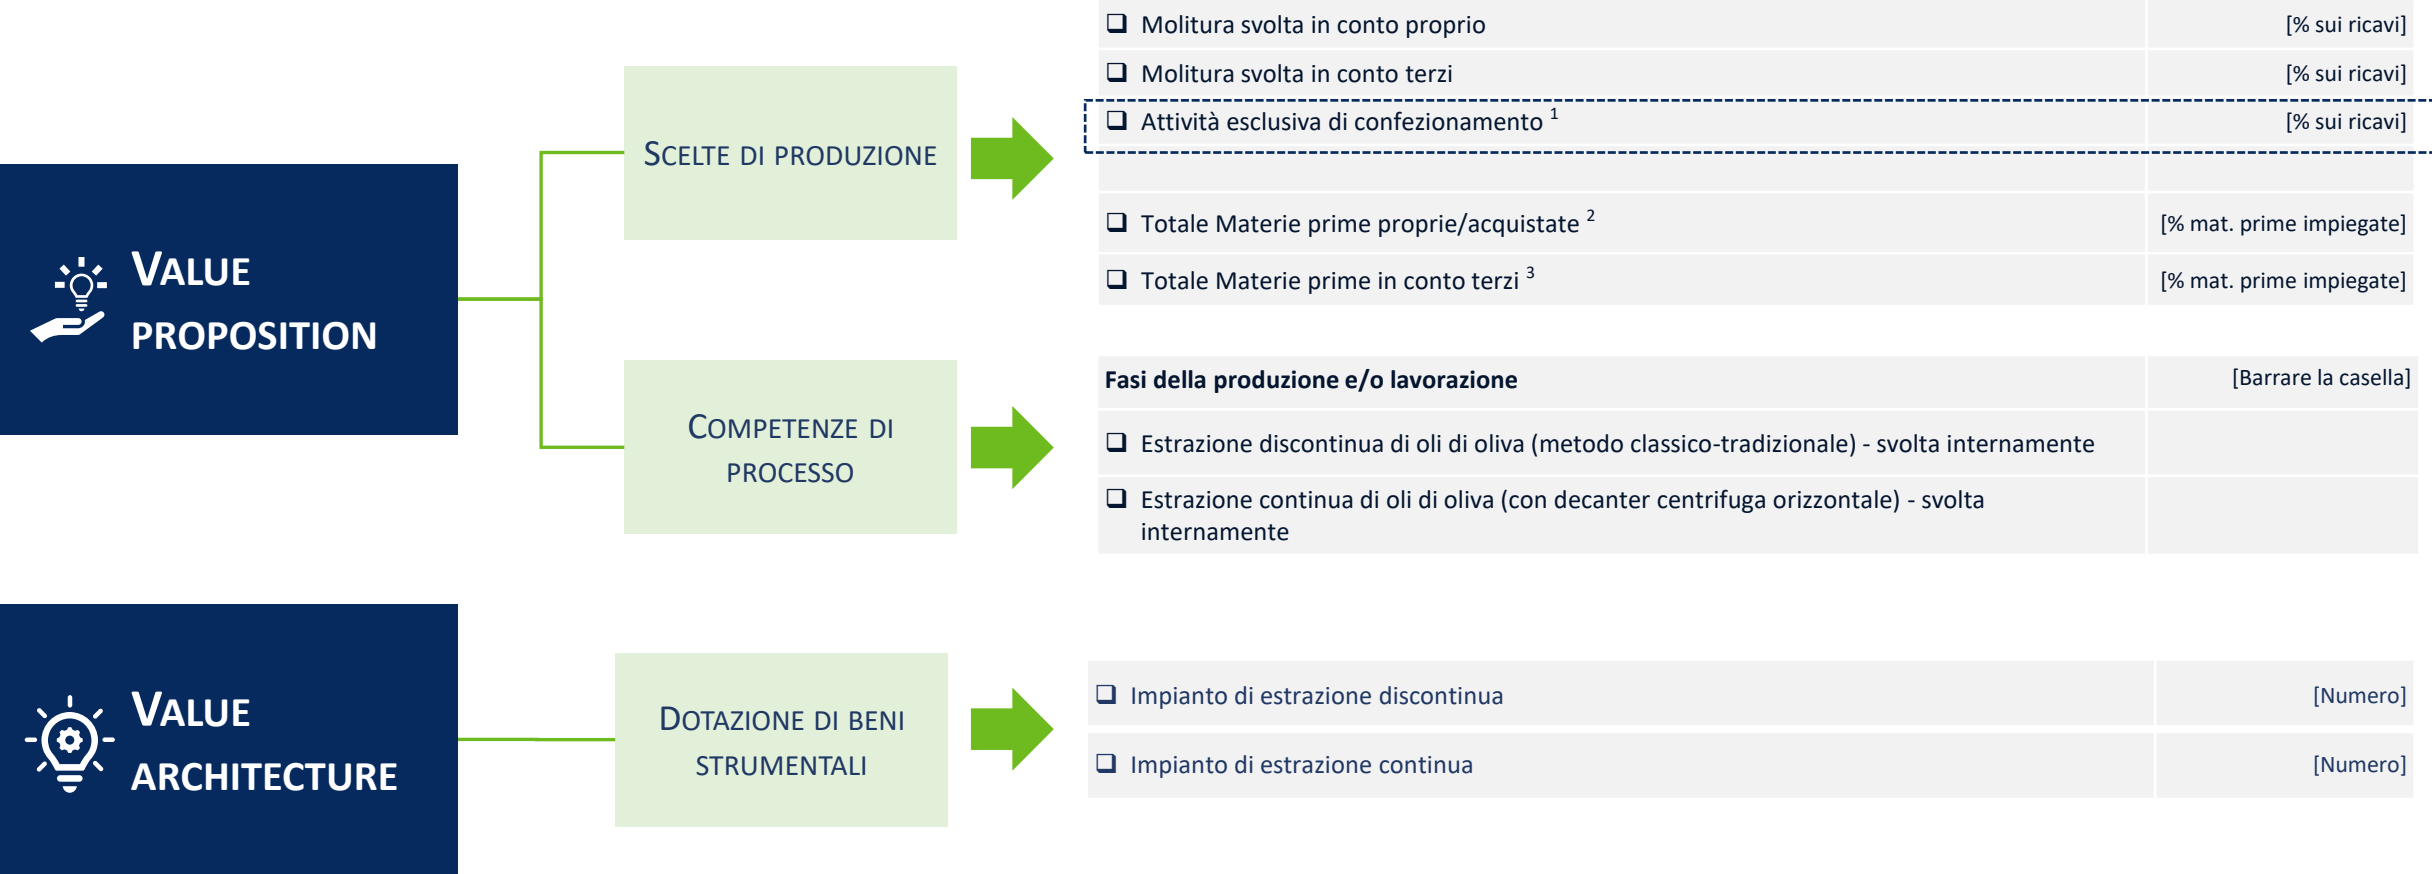 ❑ Molitura svolta in conto proprio [% sui ricavi]
❑ Molitura svolta in conto terzi [% sui ricavi]
❑ Attività esclusiva di confezionamento 1 [% sui ricavi]
❑ Totale Materie prime proprie/acquistate 2 [% mat. prime impiegate]
❑ Totale Materie prime in conto terzi 3 [% mat. prime impiegate]
SCELTE DI PRODUZIONE
VALUE
PROPOSITION
COMPETENZE DI
PROCESSO
Fasi della produzione e/o lavorazione [Barrare la casella]
❑ Estrazione discontinua di oli di oliva (metodo classico-tradizionale) - svolta internamente
❑ Estrazione continua di oli di oliva (con decanter centrifuga orizzontale) - svolta
internamente
VALUE
ARCHITECTURE
DOTAZIONE DI BENI
STRUMENTALI
❑ Impianto di estrazione discontinua [Numero]
❑ Impianto di estrazione continua [Numero]